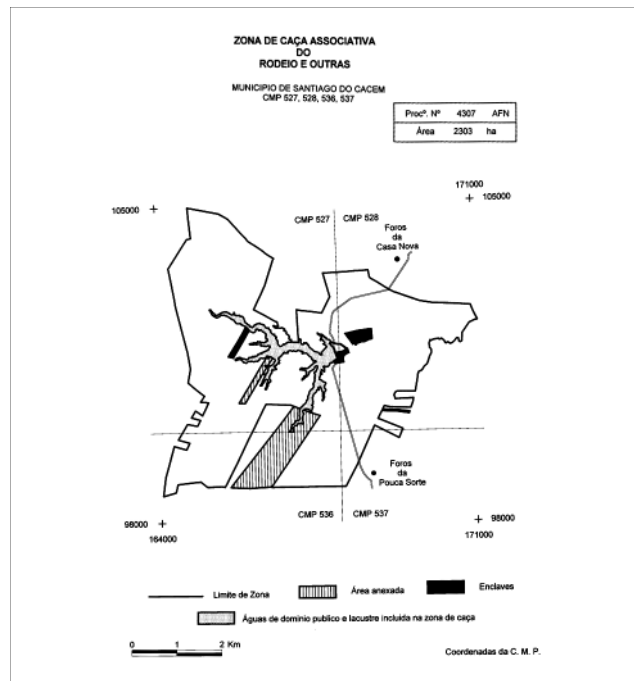 ZONA DE CAÇA ASSOCIATIVA
DO
RODEIO E OUTRAS
MUNICIPIO DE SANTIAGO DO CACEM
CMP 527, 528, 536, 537
Procº. Nº 4307 AFN
Área 2303 ha
171000
105000
105000
CMP 527
CMP 528
Foros
da
Casa Nova
Foros
da
Pouca Sorte
CMP 536
CMP 537
98000
164000
98000
171000
Limite de Zona
Área anexada
Enclaves
Águas de dominio publico e lacustre incluida na zona de caça
0 1 2 Km
Coordenadas da C. M. P.